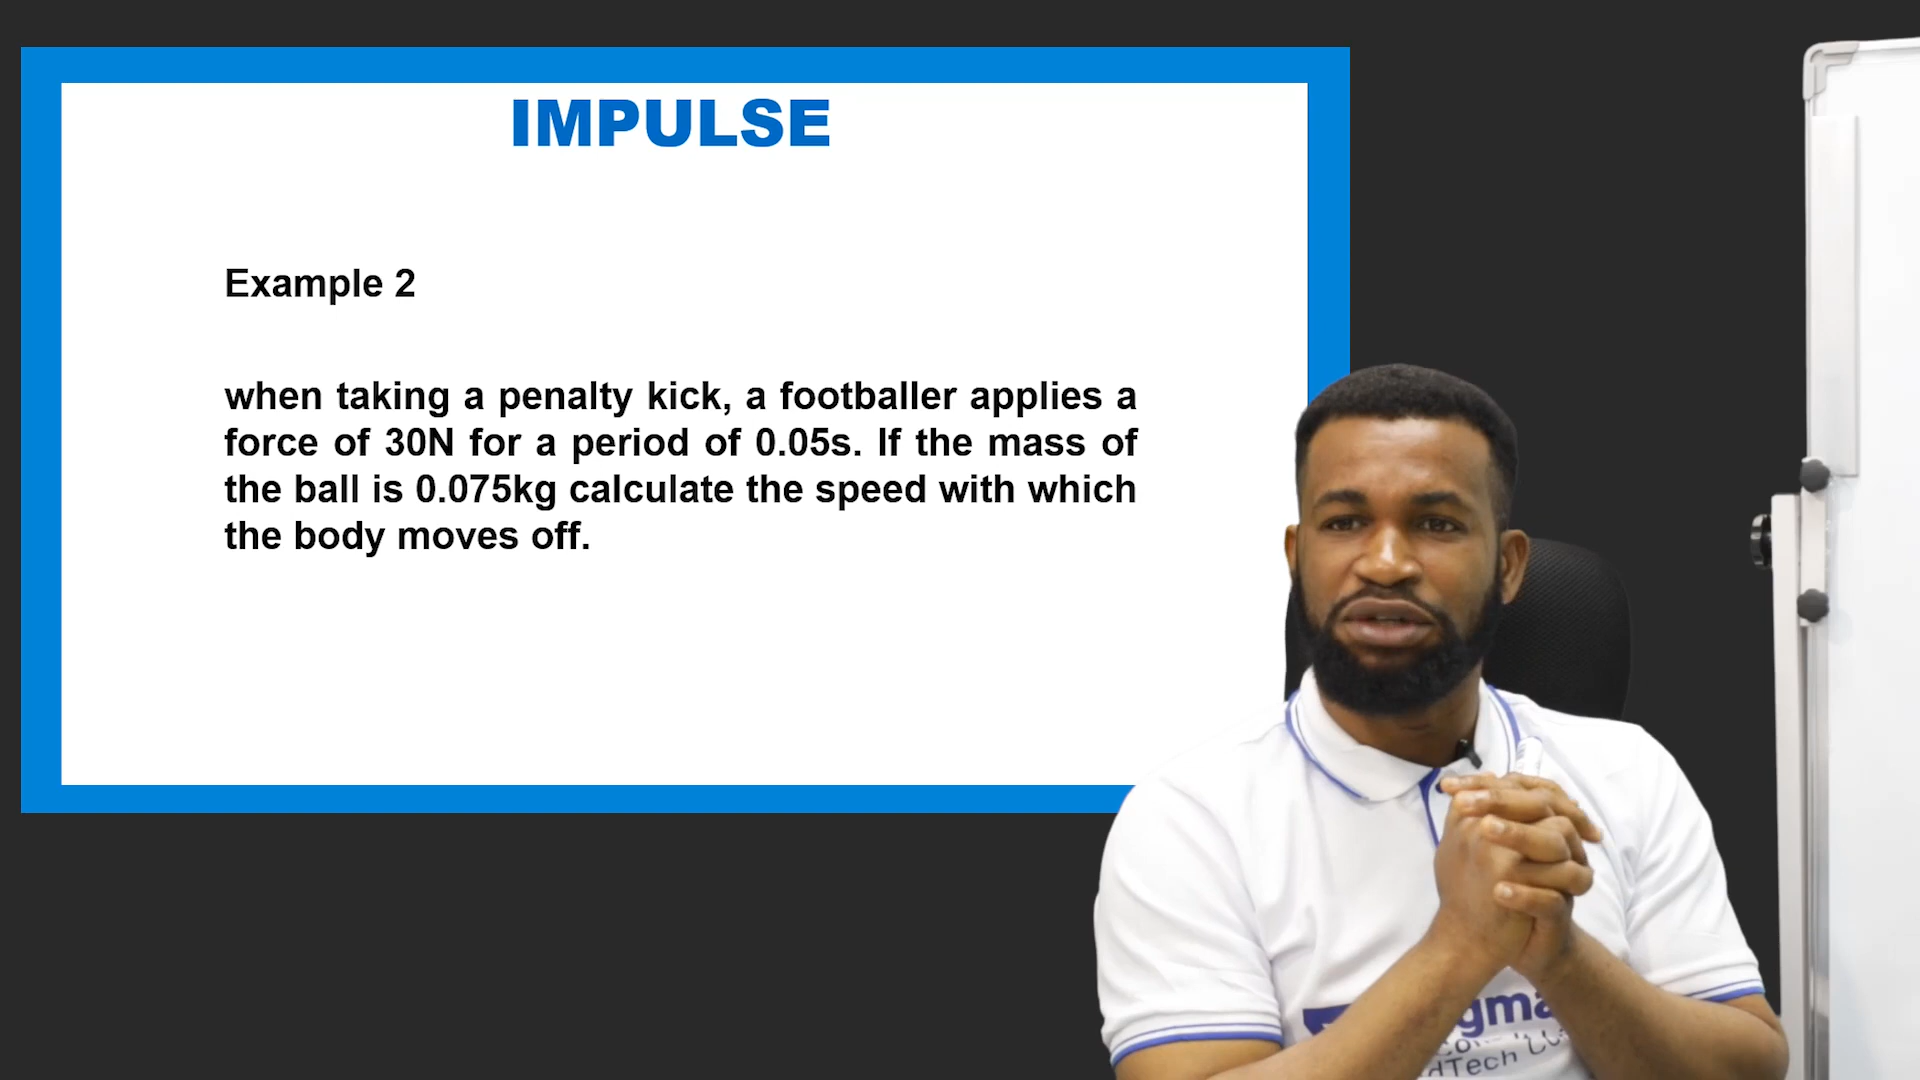 IMPULSE
Example 2
when taking a penalty kick, a footballer applies a
force of 30N for a period of 0.05s. If the mass of
the ball is 0.075kg calculate the speed with which
the body moves off.